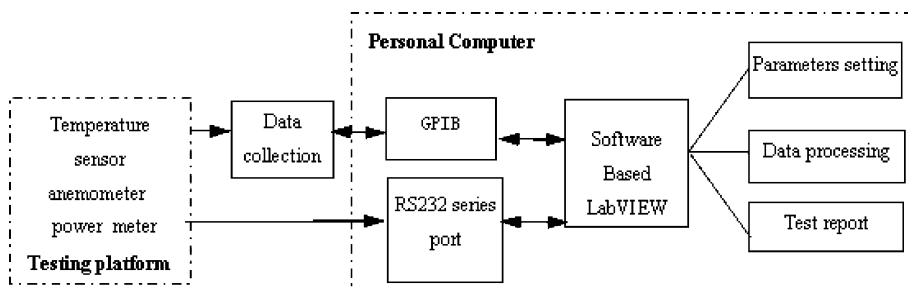 Personal Computer
Temperature
sensor
anemometer
power meter
Testing platform
Data
collection
GPIB
RS232 series
port
Software
Based
LabVIEW
Parameters setting
Data processing
Test report